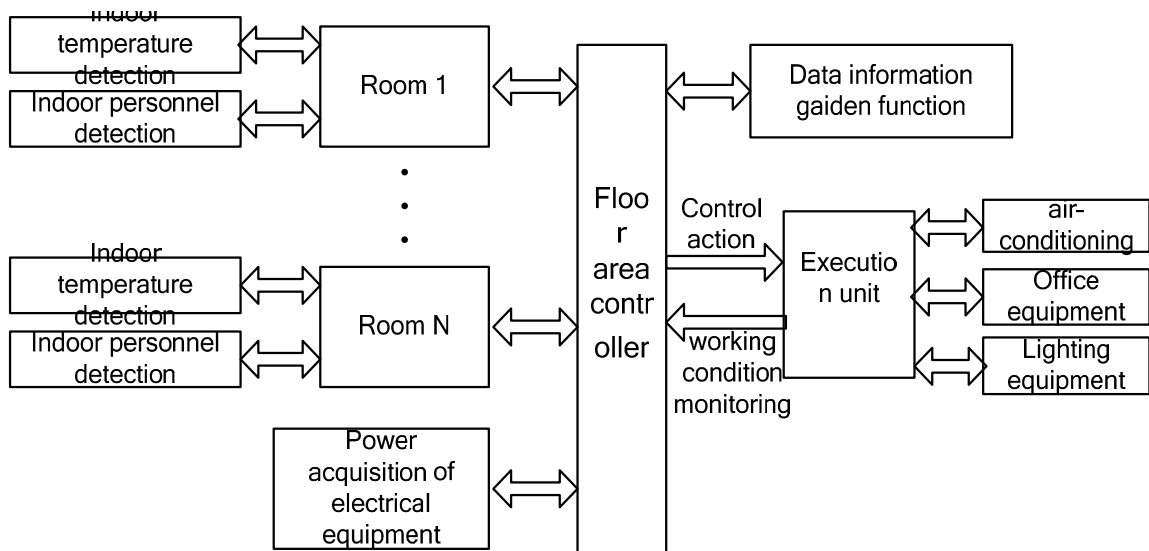 Indoor
temperature
detection
Indoor personnel
detection
Room 1
Indoor
temperature
detection
Indoor personnel
detection
Room N
Power
acquisition of
electrical
equipment
Floo
r
area
contr
oller
Data information
gaiden function
Control
action
working
condition
monitoring
Executio
n unit
air-
conditioning
Office
equipment
Lighting
equipment